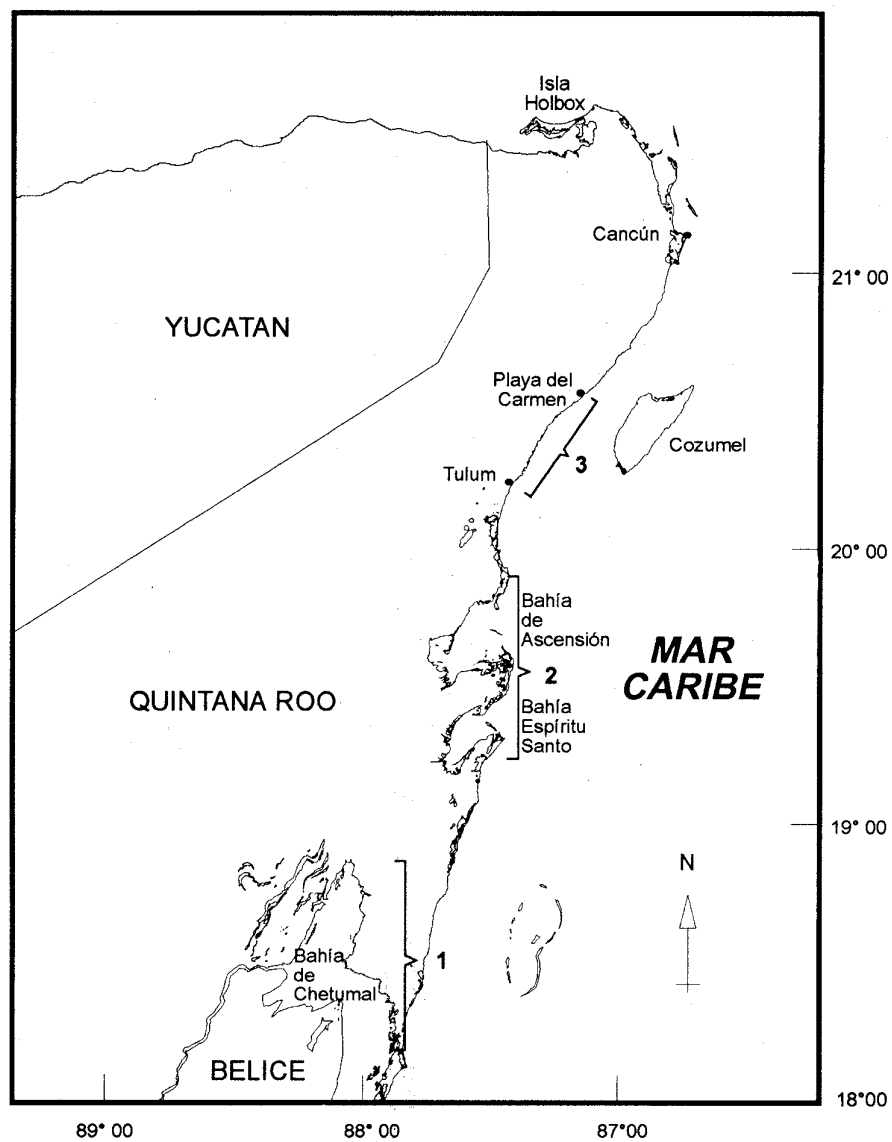 Isla
Holbox
Cancún
21° 00
YUCATAN
Playa del
Carmen
Cozumel
3
Tulum
20° 00
Bahía
de
Ascensión
MAR
CARIBE
2
QUINTANA ROO
Bahía
Espíritu
Santo
19° 00
N
1
Bahía
de
Chetumal
BELICE
18° 00
89° 00
88° 00
87° 00